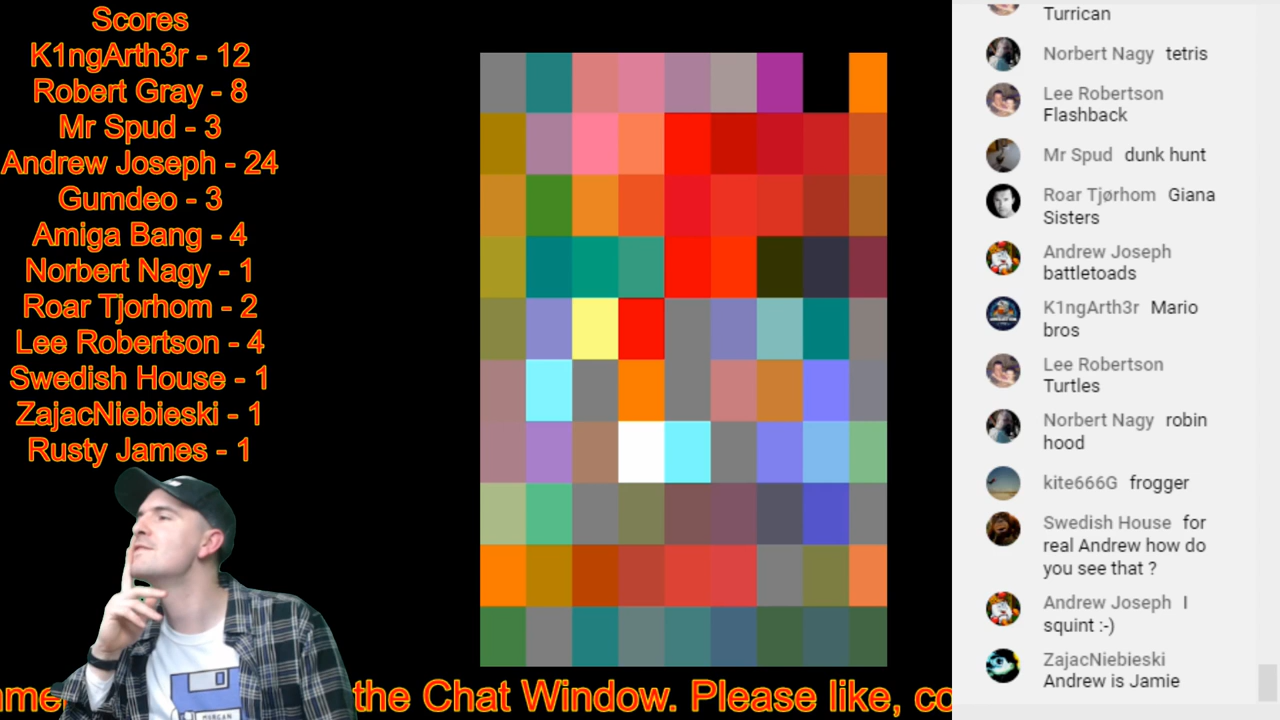 Scores
K1ngArth3r - 12
Robert Gray - 8
Mr Spud - 3
Andrew Joseph - 24
Gumdeo - 3
Amiga Bang - 4
Norbert Nagy - 1
Roar Tjorhom - 2
Lee Robertson - 4
Swedish House - 1
ZajacNiebieski - 1
Rusty James - 1
the Chat Window. Please like, co
Turrican
Norbert Nagy tetris
Lee Robertson
Flashback
Mr Spud dunk hunt
Roar Tjørhom Giana
Sisters
Andrew Joseph
battletoads
K1ngArth3r Mario
bros
Lee Robertson
Turtles
Norbert Nagy robin
hood
kite666G frogger
Swedish House for
real Andrew how do
you see that ?
Andrew Joseph I
squint :-)
ZajacNiebieski
Andrew is Jamie